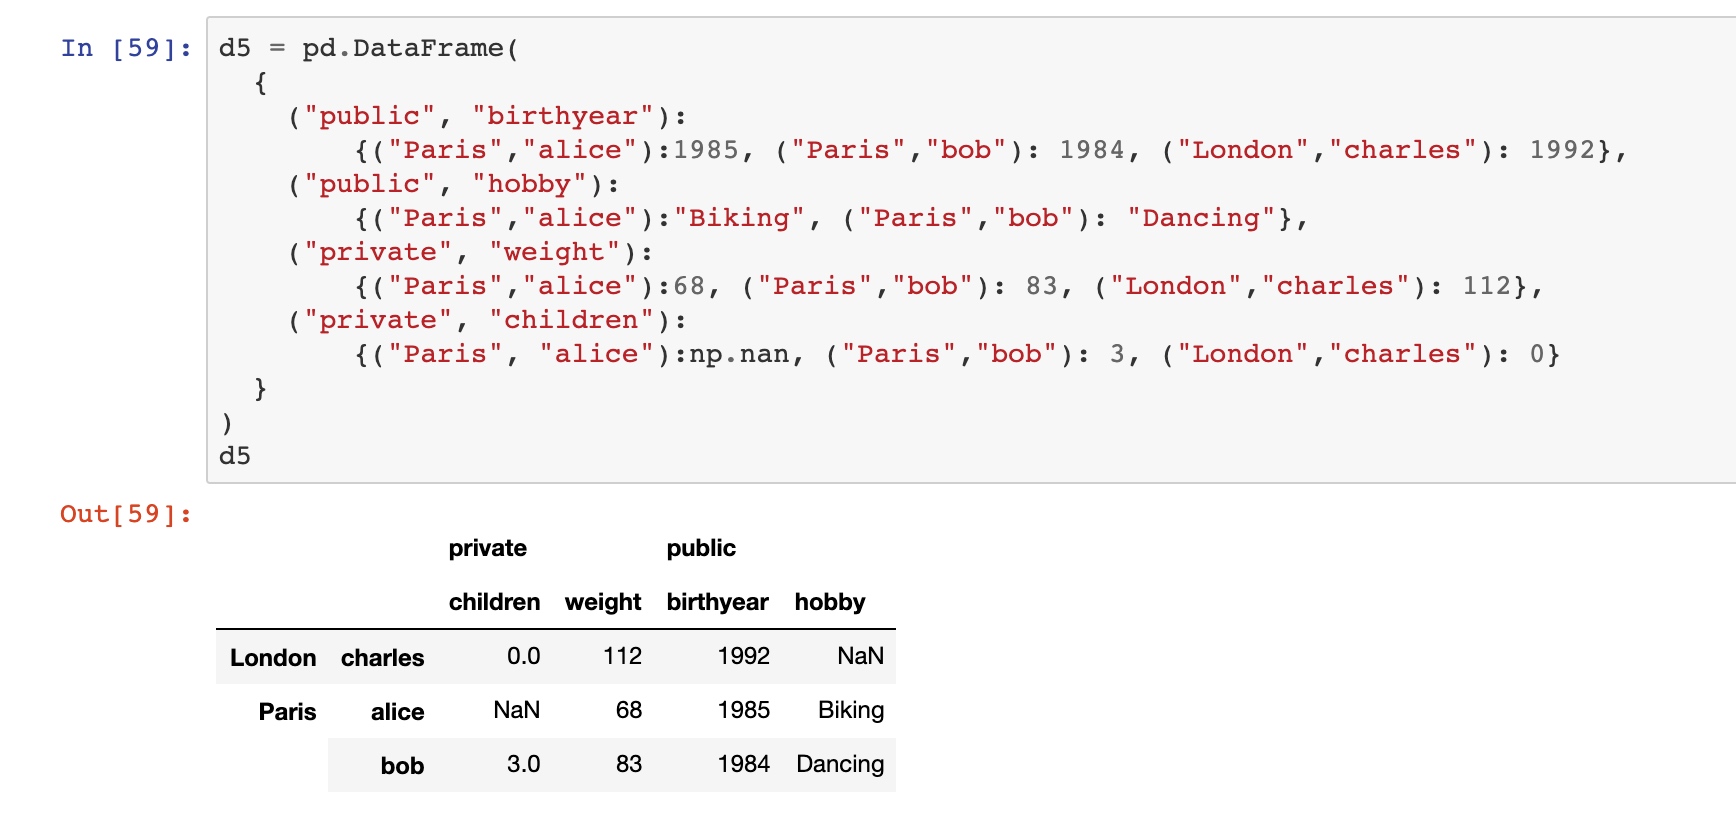 In [59]: d5 = pd.DataFrame(
{
("public", "birthyear"):
{("Paris","alice"):1985, ("Paris","bob"): 1984, ("London","charles"): 1992},
("public", "hobby"):
{("Paris","alice"):"Biking", ("Paris","bob"): "Dancing"},
("private", "weight"):
{("Paris","alice"):68, ("Paris","bob"): 83, ("London","charles"): 112},
("private", "children"):
{("Paris", "alice"):np.nan, ("Paris","bob"): 3, ("London","charles"): 0}
}
)
d5
Out[59]:
private public
children weight birthyear hobby
London charles 0.0 112 1992 NaN
Paris alice NaN 68 1985 Biking
bob 3.0 83 1984 Dancing